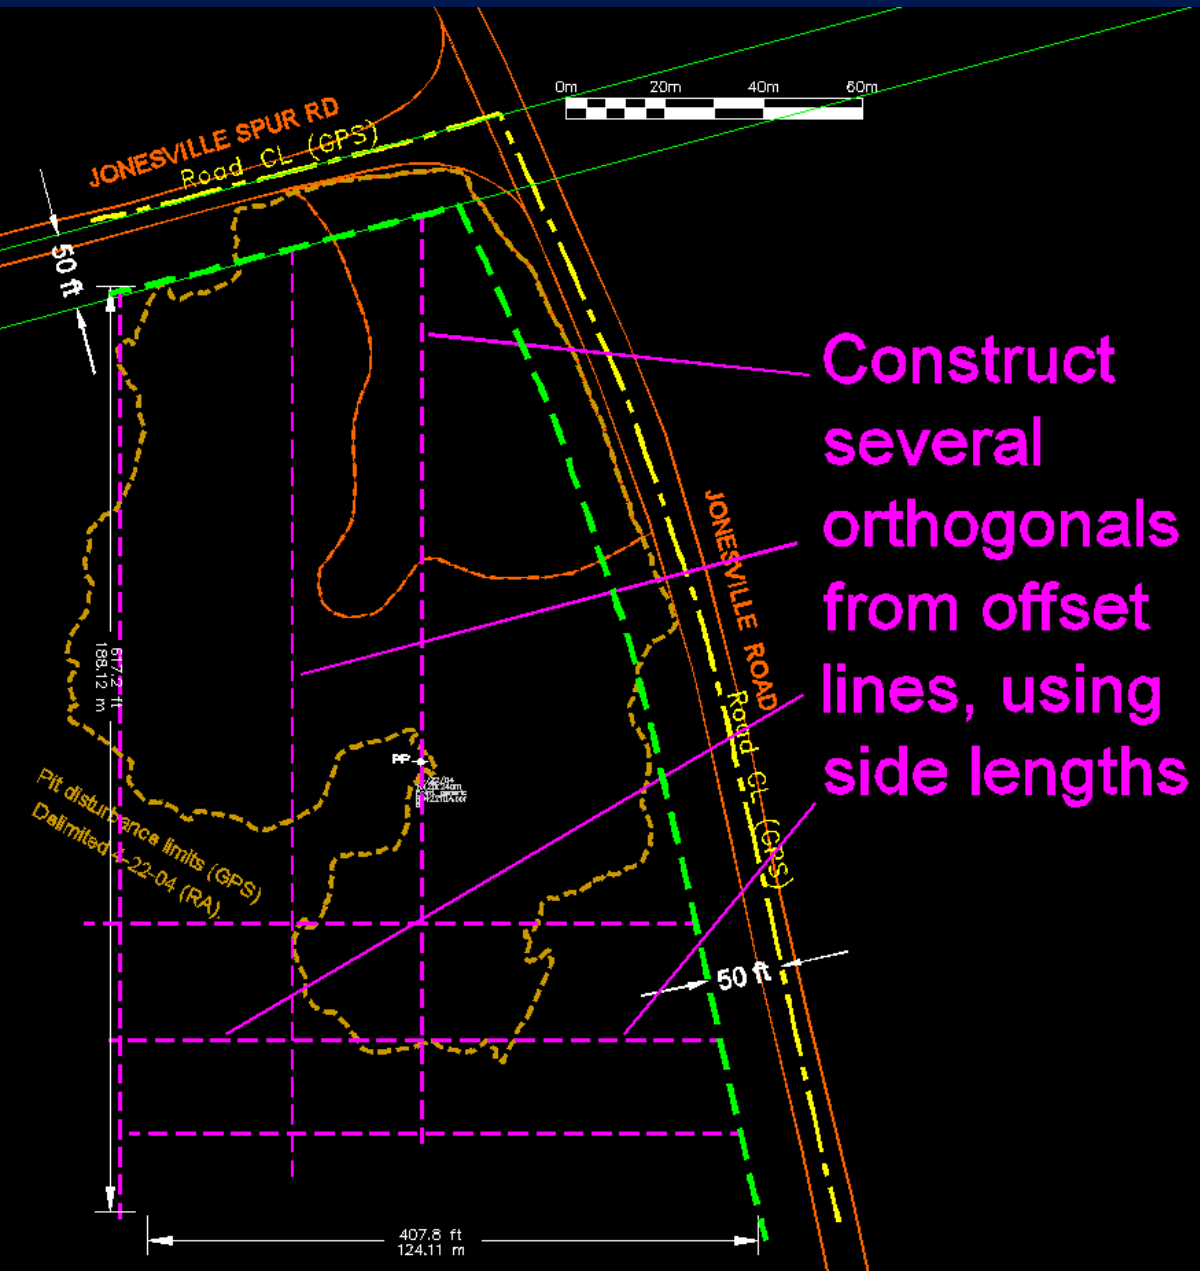 0m 20m 40m 60m
JONESVILLE SPUR RD
Road CL (GPS)
50 ft
Construct
several
orthogonals
from offset
lines, using
side lengths
JONESVILLE ROAD
Road CL (GPS)
617.2 ft
188.12 m
PP
Pit disturbance limits (GPS)
Delimited 4-22-04 (RA).
50 ft
407.8 ft
124.11 m